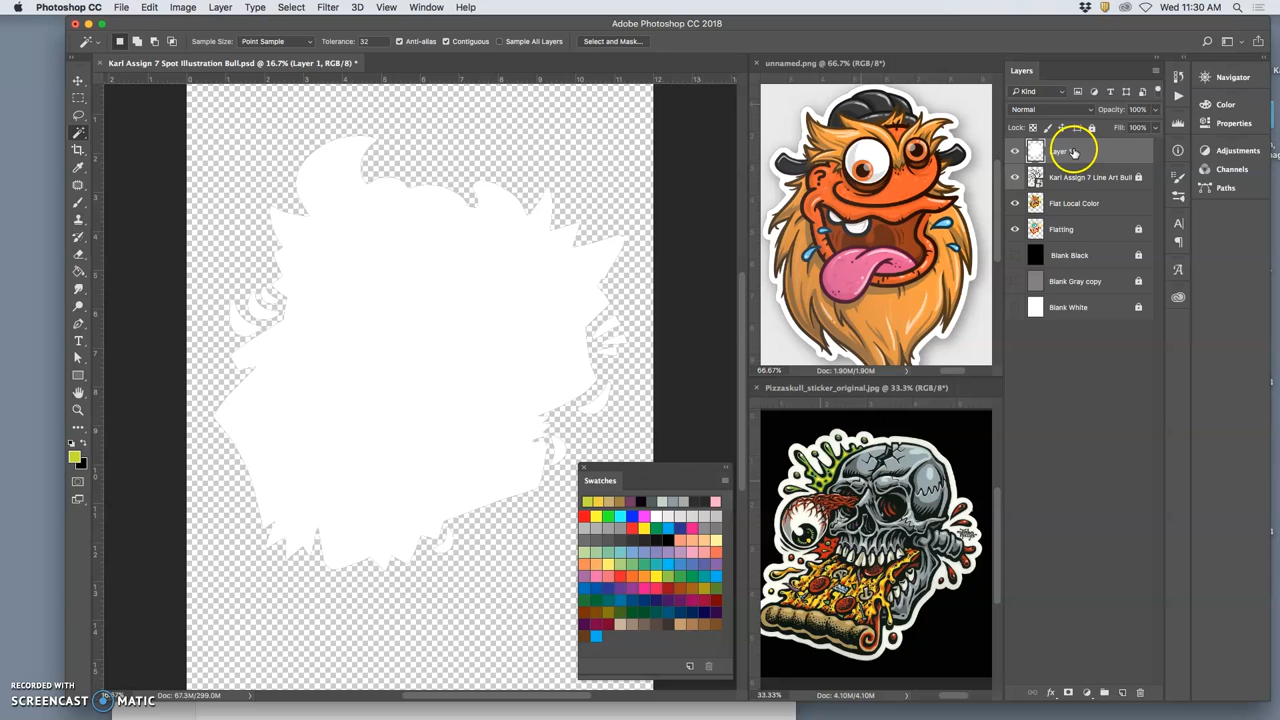 Photoshop CC File Edit Image Layer Type Select Filter 3D View Window Help Wed 11:30 AM
Adobe Photoshop CC 2018
Sample Size: Point Sample Tolerance: 32 Anti-alias Contiguous Sample All Layers Select and Mask...
Karl Assign 7 Spot Illustration Bull.psd @ 16.7% (Layer 1, RGB/8*) *
unnamed.png @ 66.7% (RGB/8*)
Layers
Kind
Normal Opacity: 100%
Lock: Fill: 100%
Karl Assign 7 Line Art Bull
Flat Local Color
Flatting
Blank Black
Blank Gray copy
Blank White
Navigator
Color
Properties
Adjustments
Channels
Paths
66.67% Doc: 1.90M/1.90M
Pizzaskull_sticker_original.jpg @ 33.3% (RGB/8*)
Swatches
Doc: 67.3M/299.0M
33.33% Doc: 4.10M/4.10M
RECORDED WITH
SCREENCAST MATIC